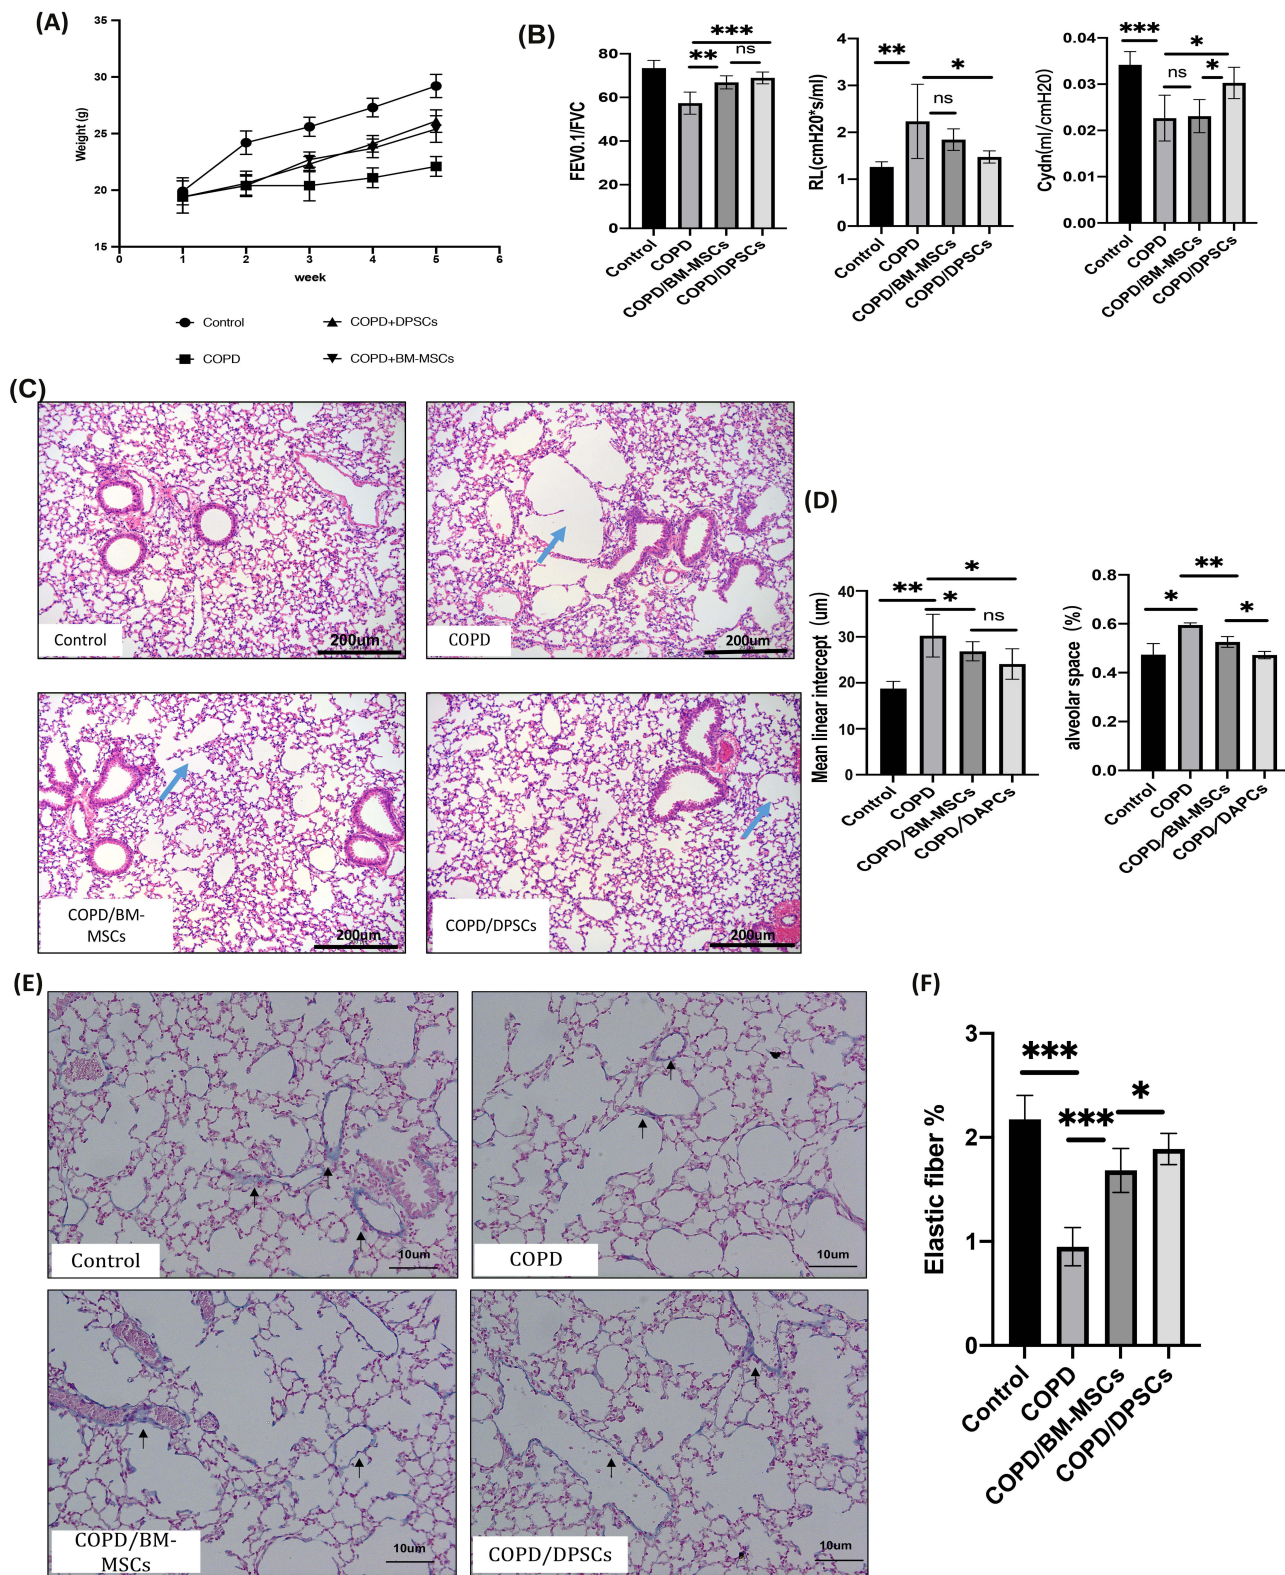 (A)
35
30
25
20
15
Weight (g)
0
1
2
3
4
5
6
week
Control
COPD+DPSCs
COPD
COPD+BM-MSCs
(B)
80
60
40
20
0
FEV0.1/FVC
**
***
ns
Control
COPD
COPD/BM-MSCs
COPD/DPSCs
4
3
2
1
0
RL(cmH20*s/ml)
**
*
ns
Control
COPD
COPD/BM-MSCs
COPD/DPSCs
0.04
0.03
0.02
0.01
0.00
Cydn(ml/cmH20)
***
*
ns
*
Control
COPD
COPD/BM-MSCs
COPD/DPSCs
(C)
Control
200um
COPD
200um
COPD/BM-
MSCs
200um
COPD/DPSCs
200um
(D)
40
30
20
10
0
Mean linear intercept (um)
**
*
*
ns
Control
COPD
COPD/BM-MSCs
COPD/DAPCs
0.8
0.6
0.4
0.2
0.0
alveolar space (%)
*
**
*
Control
COPD
COPD/BM-MSCs
COPD/DAPCs
(E)
Control
10um
COPD
10um
COPD/BM-
MSCs
10um
COPD/DPSCs
10um
(F)
3
2
1
0
Elastic fiber %
***
***
*
Control
COPD
COPD/BM-MSCs
COPD/DPSCs